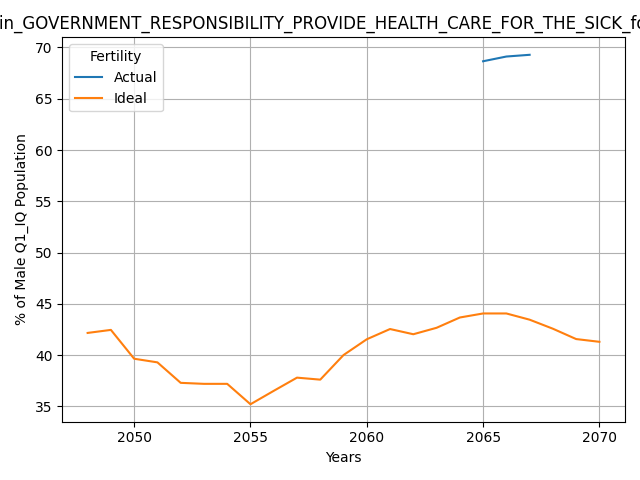 in_GOVERNMENT_RESPONSIBILITY_PROVIDE_HEALTH_CARE_FOR_THE_SICK_fo
Fertility
Actual
Ideal
70
65
60
55
50
45
40
35
% of Male Q1_IQ Population
2050 2055 2060 2065 2070
Years